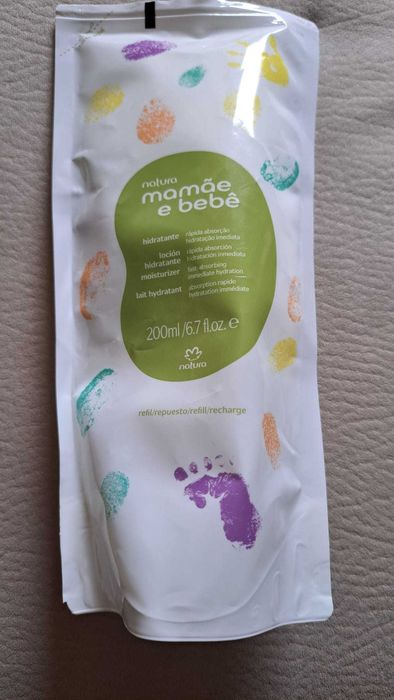 natura
mamãe
e bebê
hidratante rápida absorção
hidratação imediata
loción rápida absorción
hidratante hidratación inmediata
moisturizer fast absorbing
immediate hydration
lait hydratant absorption rapide
hydratation immédiate
200ml /6.7 fl.oz. e
natura
refil/repuesto/refill/recharge